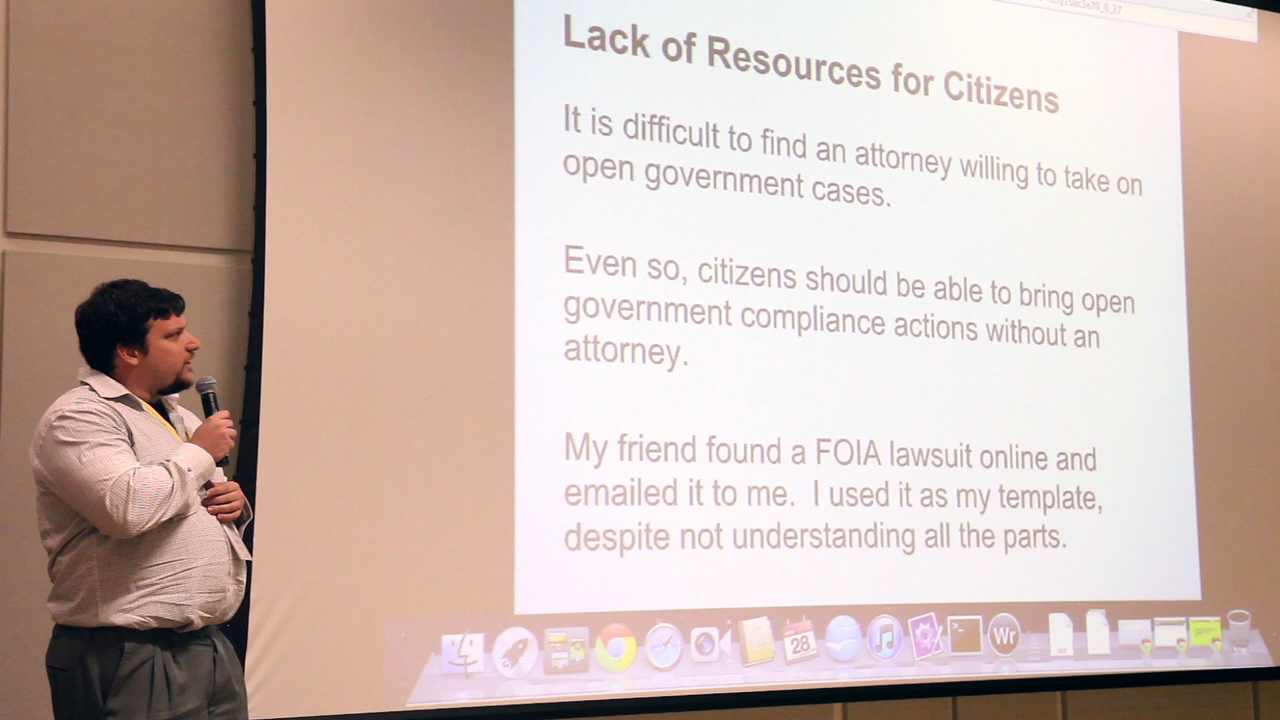 Lack of Resources for Citizens
It is difficult to find an attorney willing to take on
open government cases.
Even so, citizens should be able to bring open
government compliance actions without an
attorney.
My friend found a FOIA lawsuit online and
emailed it to me.  I used it as my template,
despite not understanding all the parts.
28
Wr